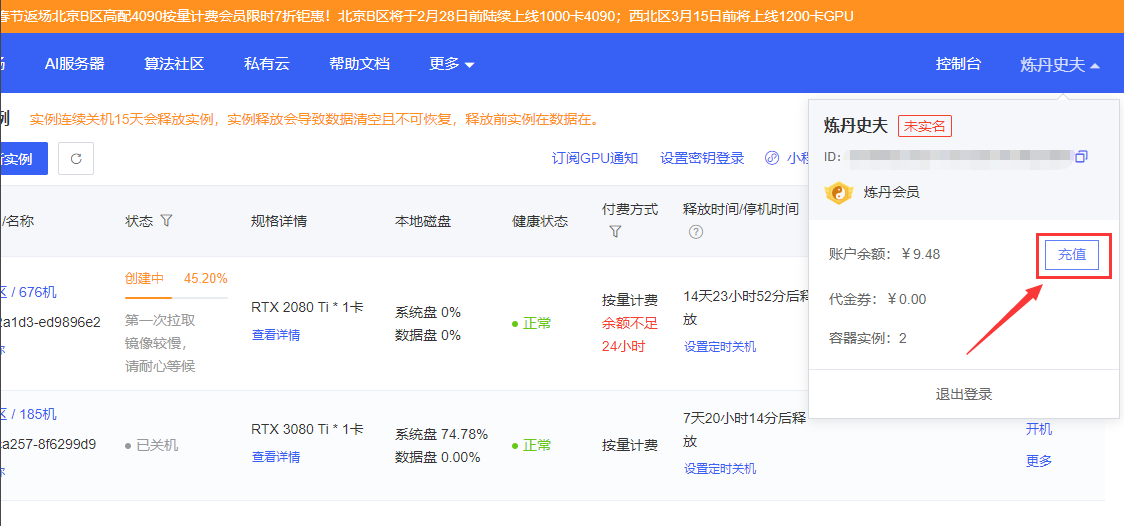 春节返场北京B区高配4090按量计费会员限时7折钜惠！北京B区将于2月28日前陆续上线1000卡4090；西北区3月15日前将上线1200卡GPU
AI服务器 算法社区 私有云 帮助文档 更多 控制台 炼丹史夫
例 实例连续关机15天会释放实例，实例释放会导致数据清空且不可恢复，释放前实例在数据在。
实例 订阅GPU通知 设置密钥登录 小程
/名称 状态 规格详情 本地磁盘 健康状态 付费方式 释放时间/停机时间
区 / 676机
2a1d3-ed9896e2
创建中 45.20%
第一次拉取
镜像较慢，
请耐心等候
RTX 2080 Ti * 1卡
查看详情
系统盘 0%
数据盘 0%
正常
按量计费
余额不足
24小时
14天23小时52分后释
放
设置定时关机
区 / 185机
ca257-8f6299d9
已关机
RTX 3080 Ti * 1卡
查看详情
系统盘 74.78%
数据盘 0.00%
正常
按量计费
7天20小时14分后释
放
设置定时关机
开机
更多
炼丹史夫 未实名
ID:
炼丹会员
账户余额：￥9.48 充值
代金券：￥0.00
容器实例：2
退出登录